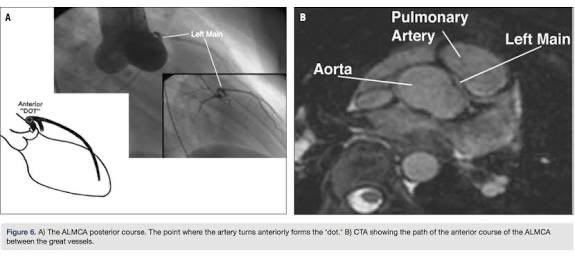 A
Left Main
Anterior
"DOT"
B
Pulmonary
Artery
Left Main
Aorta
Figure 6. A) The ALMCA posterior course. The point where the artery turns anteriorly forms the "dot." B) CTA showing the path of the anterior course of the ALMCA
between the great vessels.